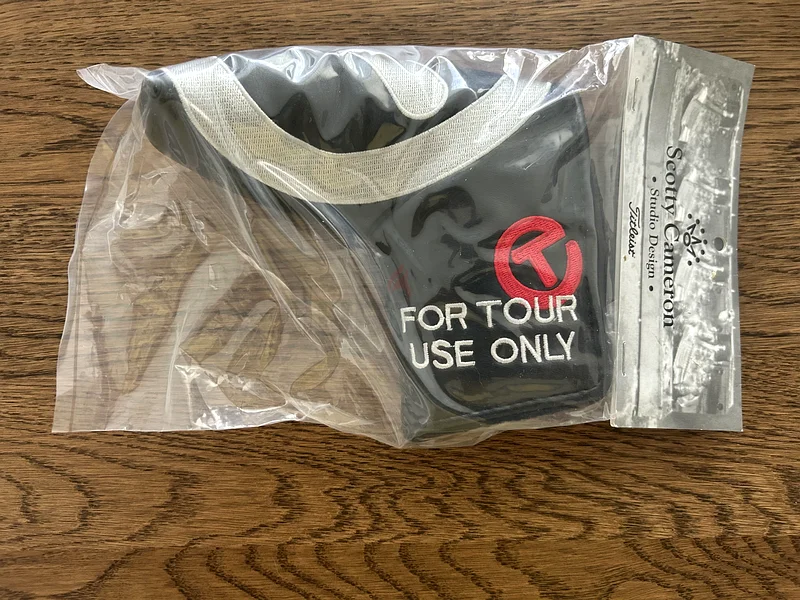 FOR TOUR
USE ONLY
Scotty Cameron
• Studio Design •
Titleist